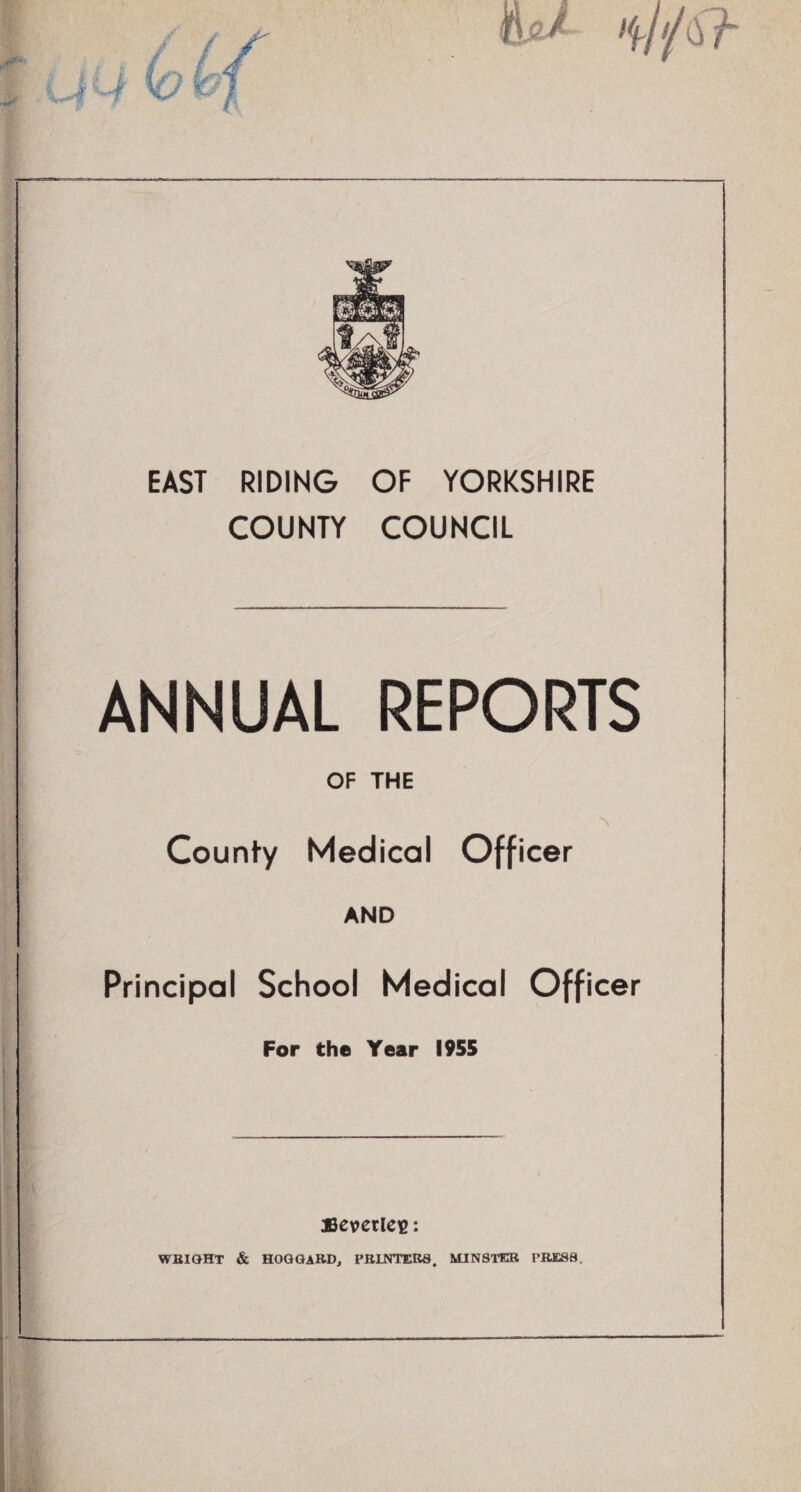 EAST RIDING OF YORKSHIRE
COUNTY COUNCIL
ANNUAL REPORTS
OF THE
County Medical Officer
AND
Principal School Medical Officer
For the Year 1955
Beverley:
WRIGHT & HOGGARD, PRINTERS, MINSTER PRESS.